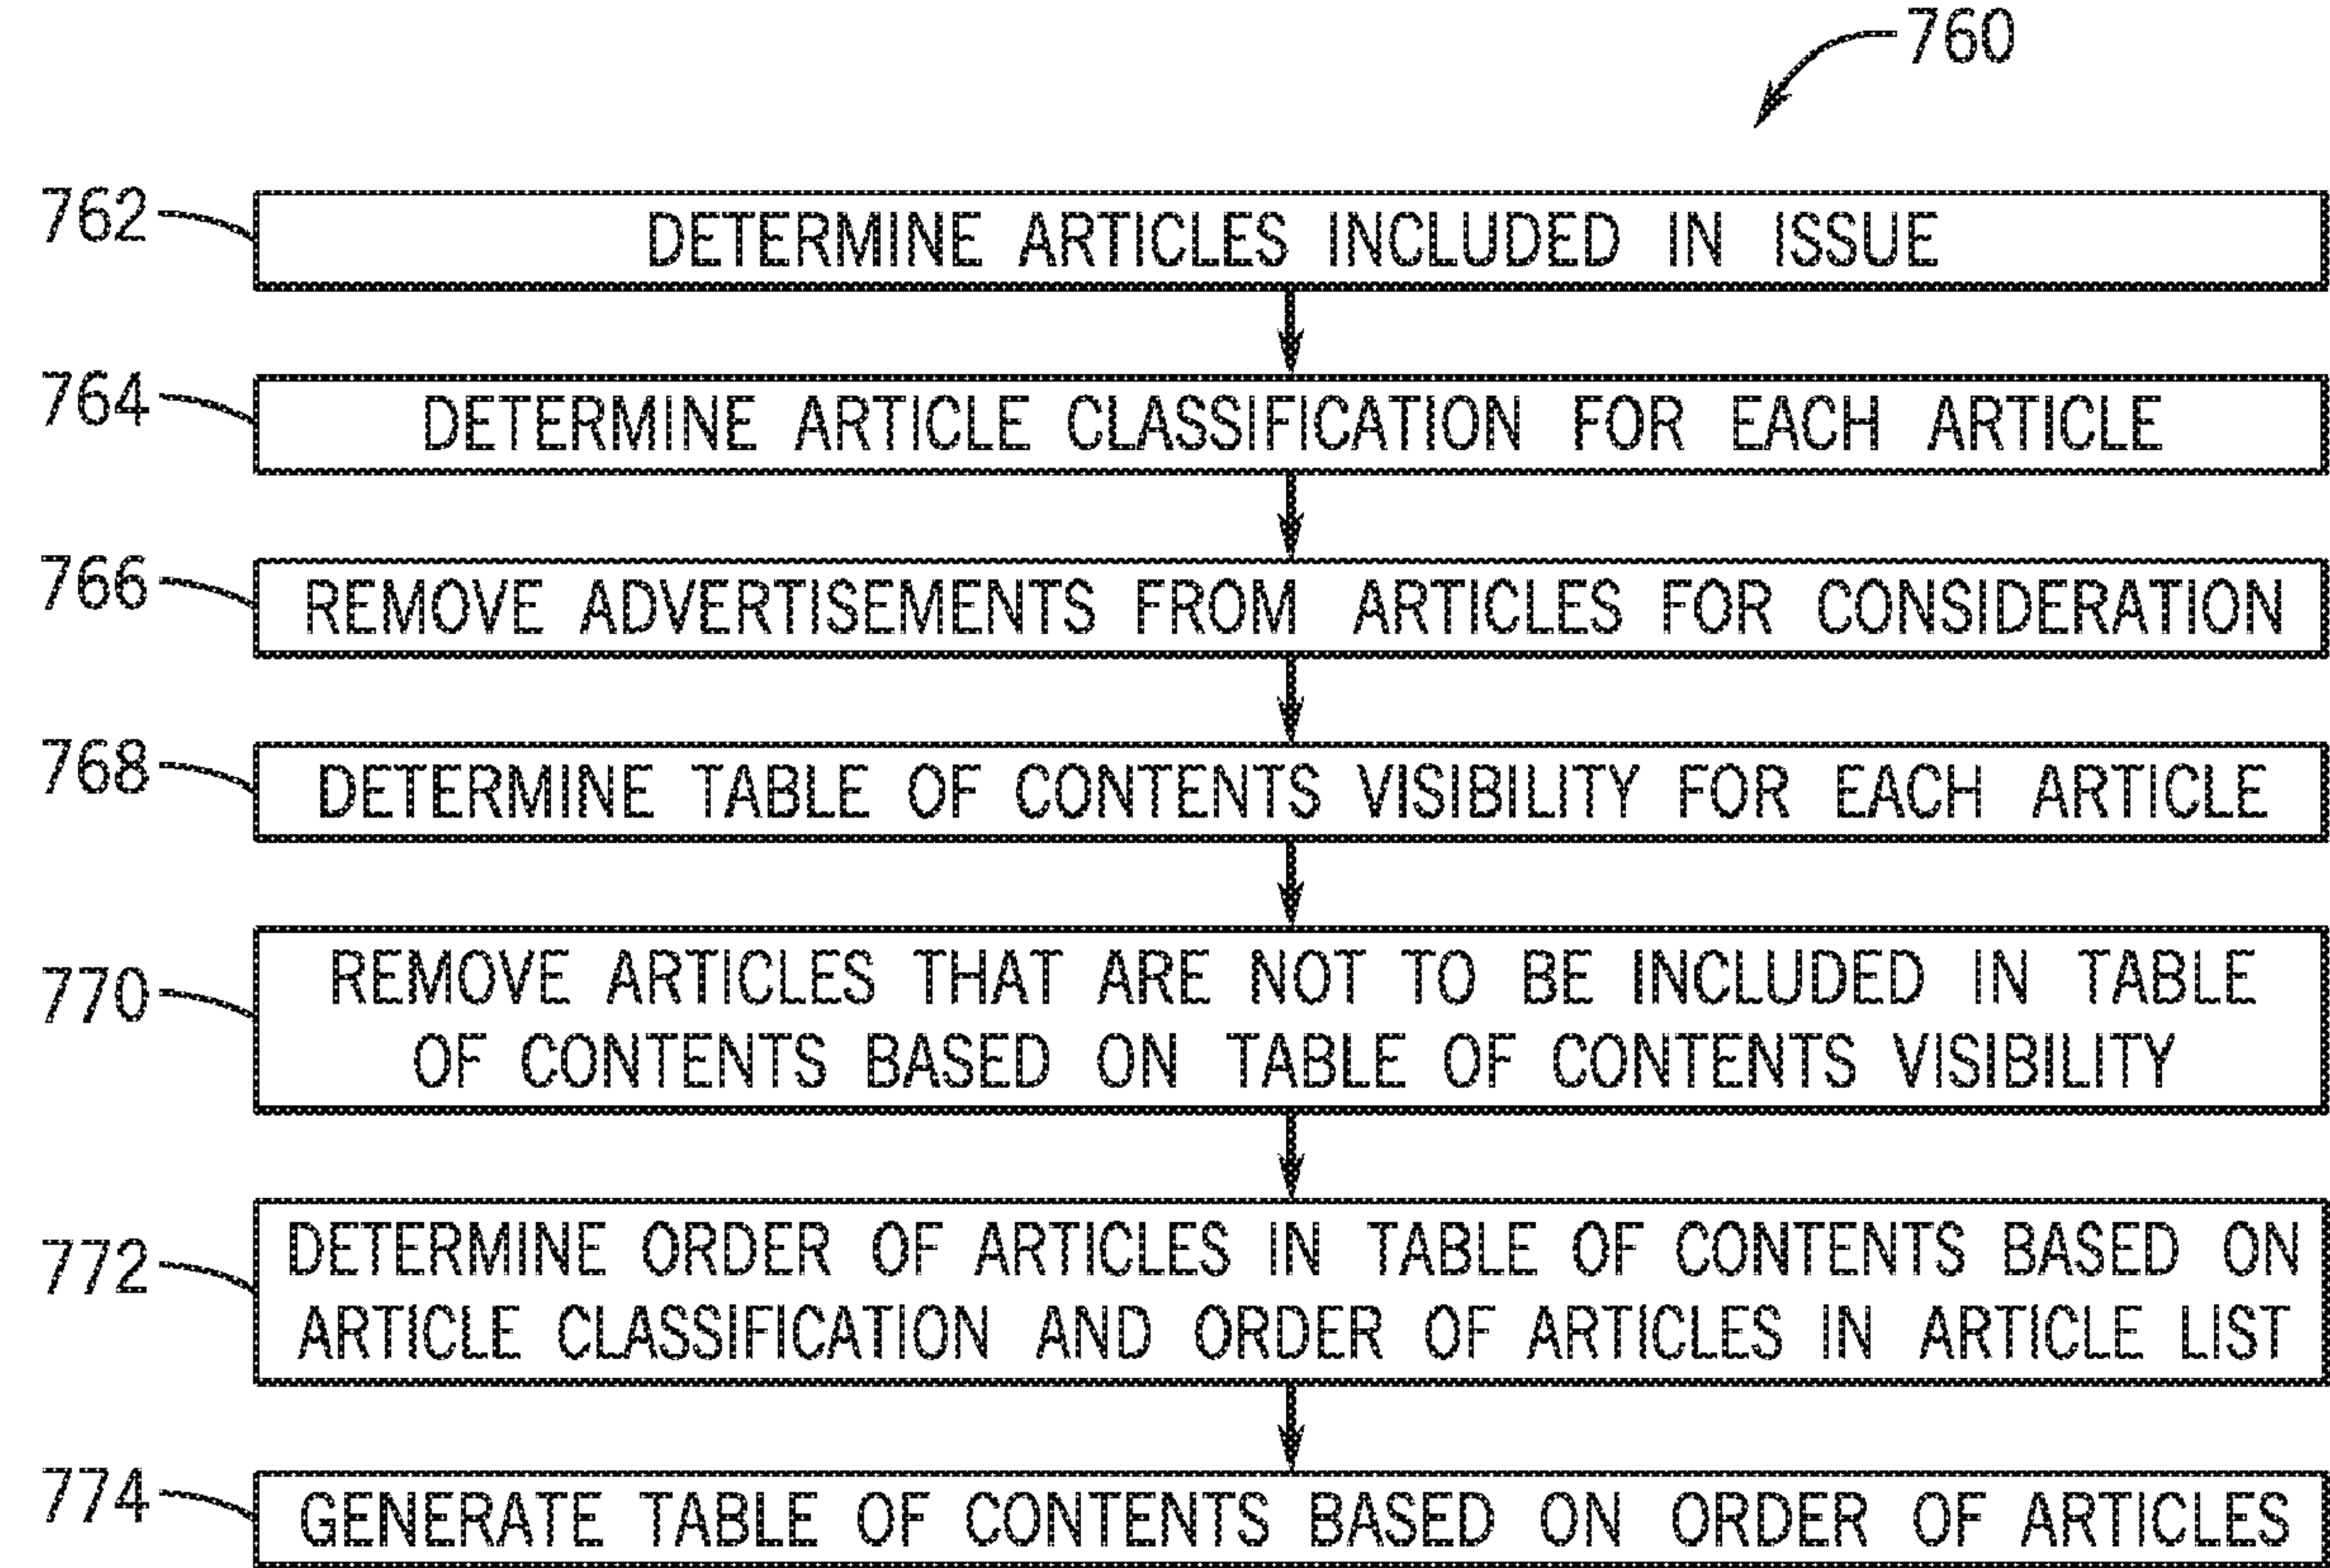 760
762
DETERMINE ARTICLES INCLUDED IN ISSUE
764
DETERMINE ARTICLE CLASSIFICATION FOR EACH ARTICLE
766
REMOVE ADVERTISEMENTS FROM ARTICLES FOR CONSIDERATION
768
DETERMINE TABLE OF CONTENTS VISIBILITY FOR EACH ARTICLE
770
REMOVE ARTICLES THAT ARE NOT TO BE INCLUDED IN TABLE
OF CONTENTS BASED ON TABLE OF CONTENTS VISIBILITY
772
DETERMINE ORDER OF ARTICLES IN TABLE OF CONTENTS BASED ON
ARTICLE CLASSIFICATION AND ORDER OF ARTICLES IN ARTICLE LIST
774
GENERATE TABLE OF CONTENTS BASED ON ORDER OF ARTICLES